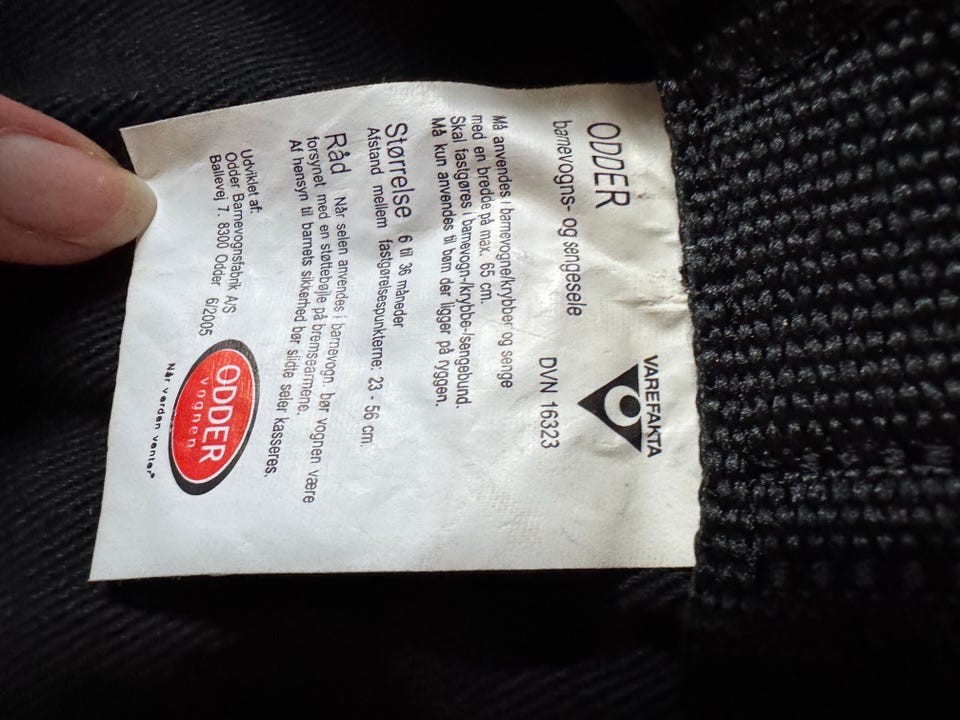 ODDER
barnevogns- og sengesele
VAREFAKTA
DVN 16323
Må anvendes i barnevogne/krybber og senge
med en bredde på max. 65 cm.
Skal fastgøres i barnevogn-/krybbe-/sengebund.
Må kun anvendes til børn der ligger på ryggen.
Størrelse 6 til 36 måneder
Afstand mellem fastgørelsespunkterne: 23 - 56 cm.
Råd Når selen anvendes i barnevogn. bør vognen være
forsynet med en støttebøjle på bremsearmene.
Af hensyn til barnets sikkerhed bør slidte seler kasseres.
Udviklet af:
Odder Barnevognsfabrik A/S
Ballevej 7. 8300 Odder 6/2005
ODDER
vognen
Når verden venter®